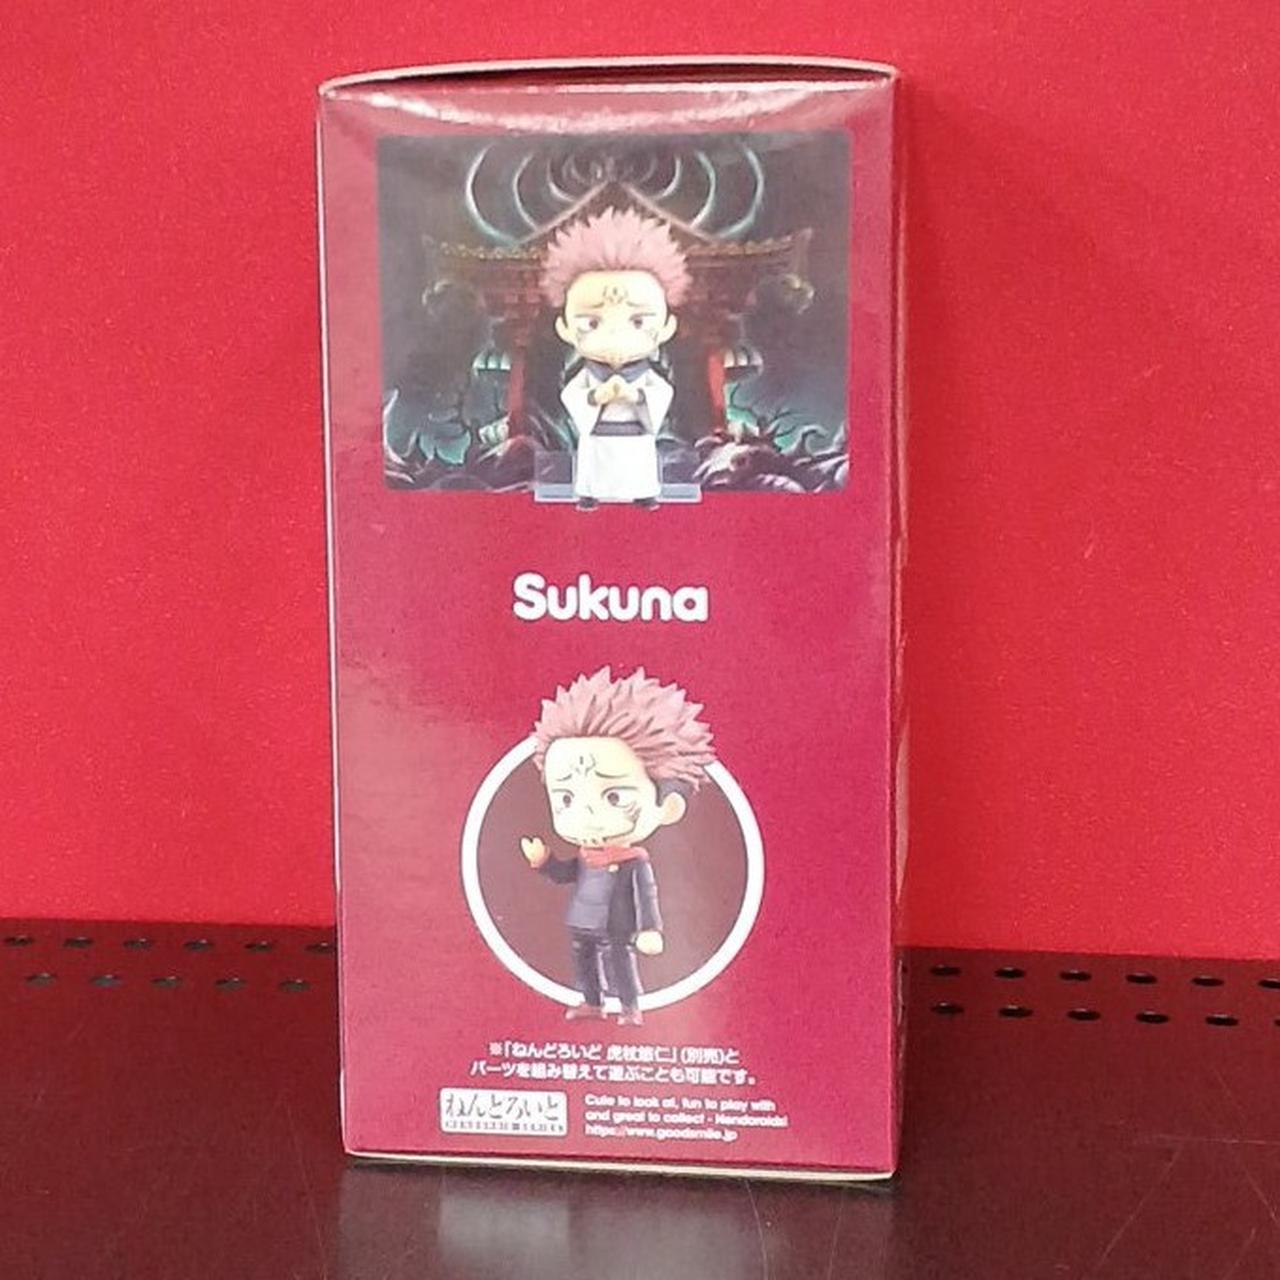 Sukuna
※「ねんどろいど 虎杖悠仁」(別売)と
パーツを組み替えて遊ぶことも可能です。
ねんどろいど
NENDOROID SERIES
Cute to look at, fun to play with
and great to collect - Nendoroids!
https://www.goodsmile.jp